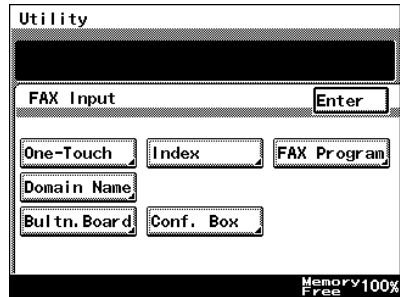 Utility
FAX Input
Enter
One-Touch Index FAX Program
Domain Name
Bultn.Board Conf. Box
Memory Free 100%